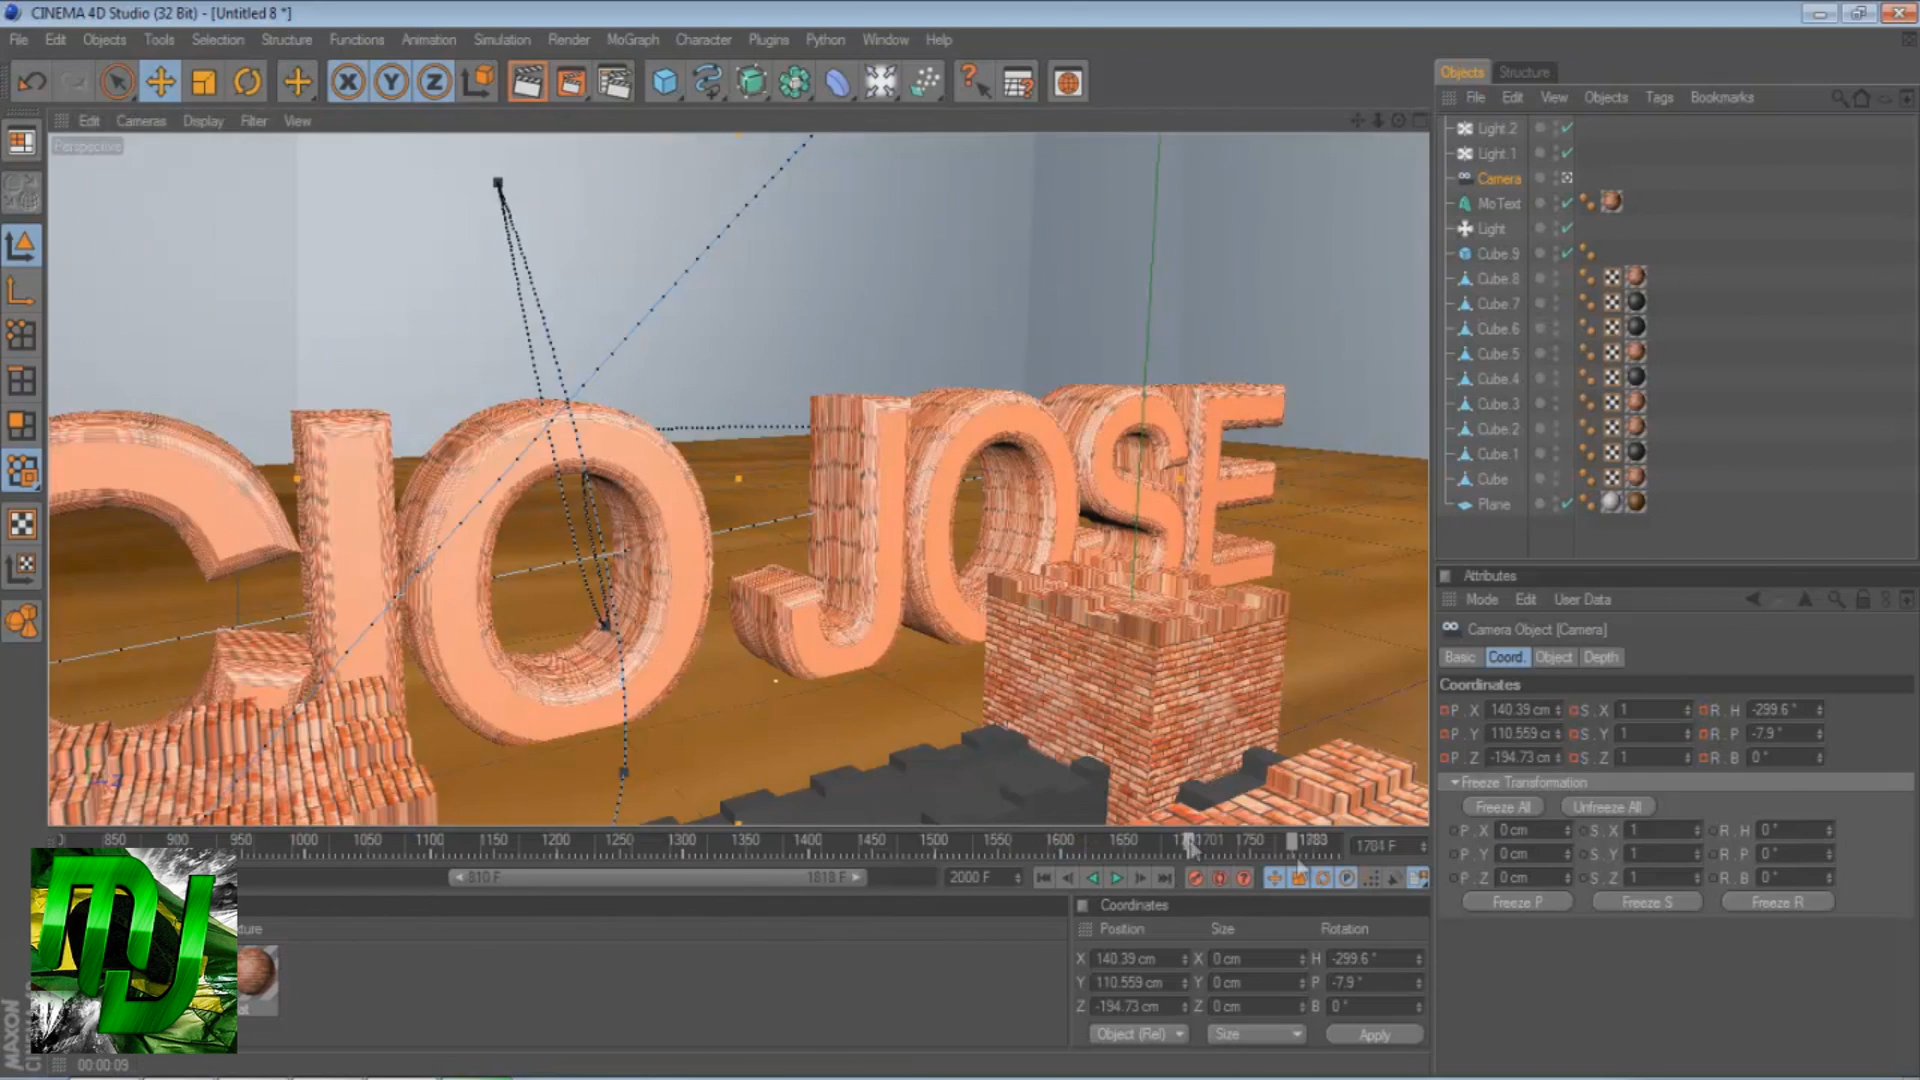 CINEMA 4D Studio (32 Bit) - [Untitled 8 *]
File Edit Objects Tools Selection Structure Functions Animation Simulation Render MoGraph Character Plugins Python Window Help
Objects Structure
File Edit View Objects Tags Bookmarks
Edit Cameras Display Filter View
Perspective
Light.2
Light.1
Camera
MoText
Light
Cube.9
Cube.8
Cube.7
Cube.6
Cube.5
Cube.4
Cube.3
Cube.2
Cube.1
Cube
Plane
CIO JOSE
Attributes
Mode Edit User Data
Camera Object [Camera]
Basic Coord. Object Depth
Coordinates
P . X 140.39 cm S . X 1 R . H -299.6 °
P . Y 110.559 cm S . Y 1 R . P -7.9 °
P . Z -194.73 cm S . Z 1 R . B 0 °
Freeze Transformation
Freeze All Unfreeze All
P . X 0 cm S . X 1 R . H 0 °
P . Y 0 cm S . Y 1 R . P 0 °
P . Z 0 cm S . Z 1 R . B 0 °
Freeze P Freeze S Freeze R
850 900 950 1000 1050 1100 1150 1200 1250 1300 1350 1400 1450 1500 1550 1600 1650 1701 1750 1783
1704 F
810 F 1818 F 2000 F
Coordinates
Position Size Rotation
X 140.39 cm X 0 cm H -299.6 °
Y 110.559 cm Y 0 cm P -7.9 °
Z -194.73 cm Z 0 cm B 0 °
Object (Rel) Size Apply
MJ
MAXON
00:00:09